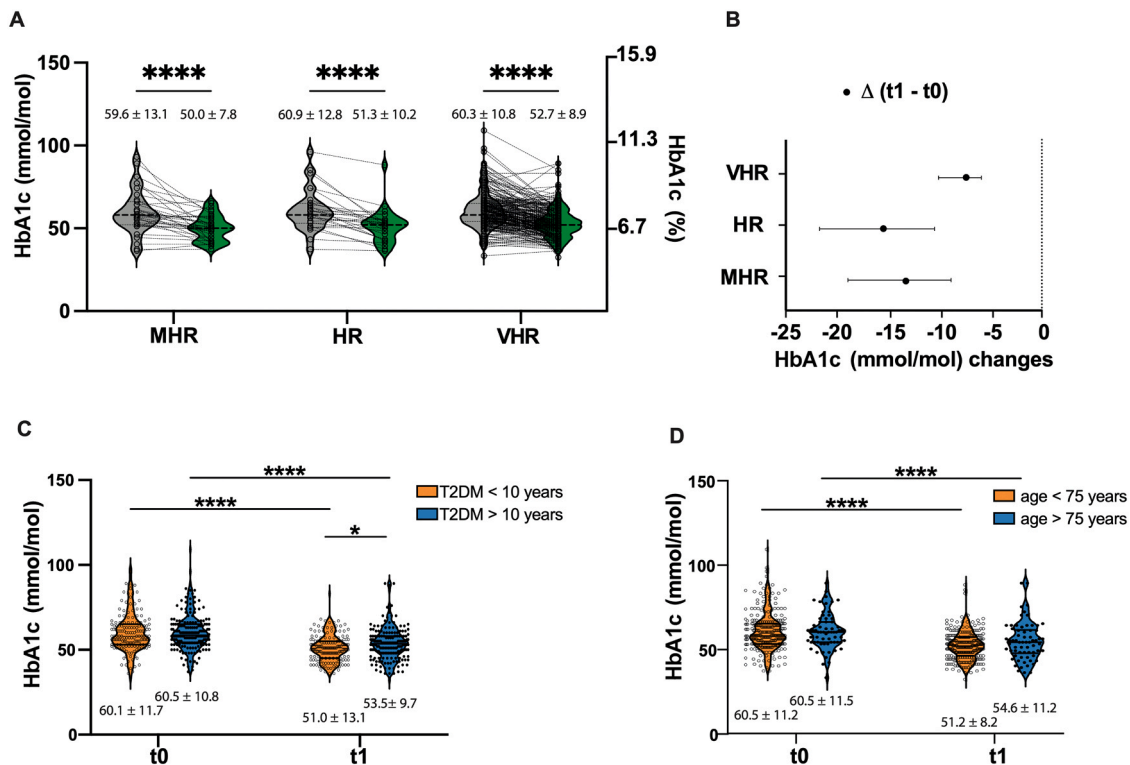 A
HbA1c (mmol/mol)
150
100
50
0
****
59.6 ± 13.1 50.0 ± 7.8
****
60.9 ± 12.8 51.3 ± 10.2
****
60.3 ± 10.8 52.7 ± 8.9
15.9
11.3
6.7
HbA1c (%)
MHR HR VHR
B
Δ (t1 - t0)
VHR
HR
MHR
-25 -20 -15 -10 -5 0
HbA1c (mmol/mol) changes
C
HbA1c (mmol/mol)
150
100
50
0
****
****
*
T2DM < 10 years
T2DM > 10 years
60.1 ± 11.7
60.5 ± 10.8
51.0 ± 13.1
53.5 ± 9.7
t0 t1
D
HbA1c (mmol/mol)
150
100
50
0
****
****
age < 75 years
age > 75 years
60.5 ± 11.2
60.5 ± 11.5
51.2 ± 8.2
54.6 ± 11.2
t0 t1